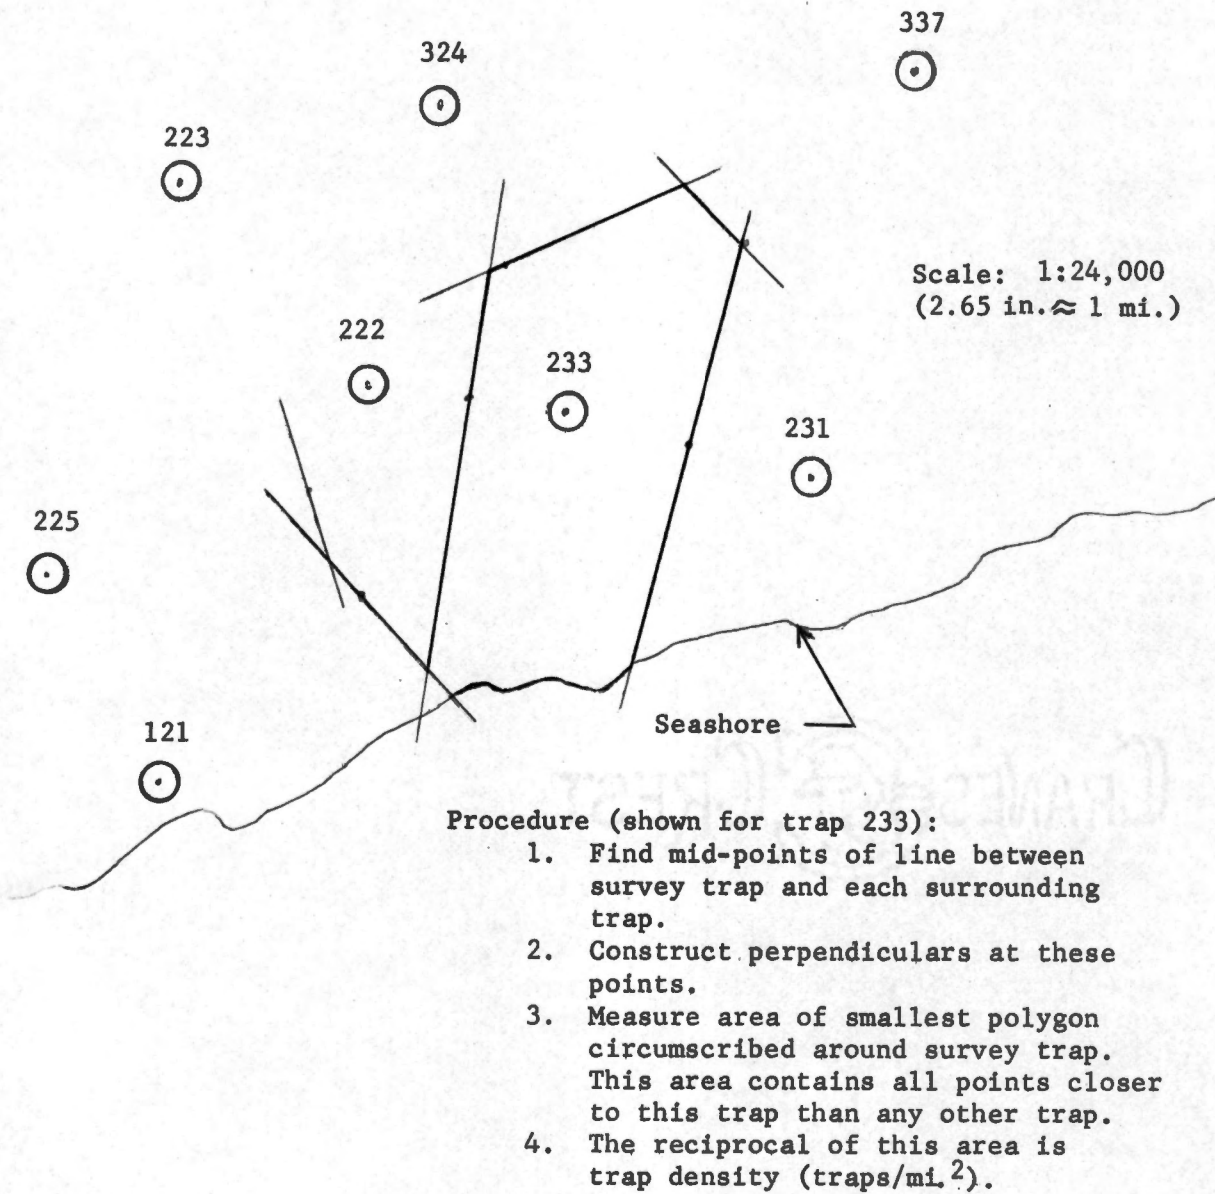 337
324
223
Scale: 1:24,000
(2.65 in.≈ 1 mi.)
222
233
231
225
Seashore
121
Procedure (shown for trap 233):
1. Find mid-points of line between
survey trap and each surrounding
trap.
2. Construct perpendiculars at these
points.
3. Measure area of smallest polygon
circumscribed around survey trap.
This area contains all points closer
to this trap than any other trap.
4. The reciprocal of this area is
trap density (traps/mi.²).